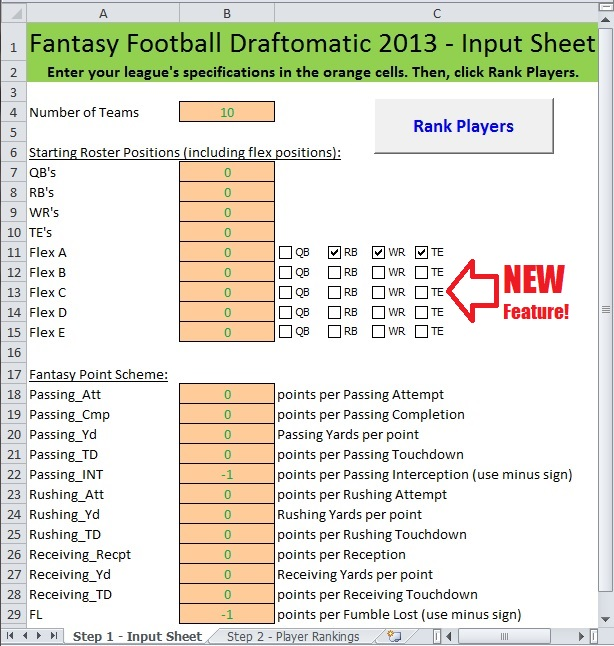 A B C
1 Fantasy Football Draftomatic 2013 - Input Sheet
2 Enter your league's specifications in the orange cells. Then, click Rank Players.
3
4 Number of Teams 10
Rank Players
5
6 Starting Roster Positions (including flex positions):
7 QB's 0
8 RB's 0
9 WR's 0
10 TE's 0
11 Flex A 0 QB RB WR TE
12 Flex B 0 QB RB WR TE
13 Flex C 0 QB RB WR TE
14 Flex D 0 QB RB WR TE
15 Flex E 0 QB RB WR TE
NEW
Feature!
16
17 Fantasy Point Scheme:
18 Passing_Att 0 points per Passing Attempt
19 Passing_Cmp 0 points per Passing Completion
20 Passing_Yd 0 Passing Yards per point
21 Passing_TD 0 points per Passing Touchdown
22 Passing_INT -1 points per Passing Interception (use minus sign)
23 Rushing_Att 0 points per Rushing Attempt
24 Rushing_Yd 0 Rushing Yards per point
25 Rushing_TD 0 points per Rushing Touchdown
26 Receiving_Recpt 0 points per Reception
27 Receiving_Yd 0 Receiving Yards per point
28 Receiving_TD 0 points per Receiving Touchdown
29 FL -1 points per Fumble Lost (use minus sign)
Step 1 - Input Sheet Step 2 - Player Rankings